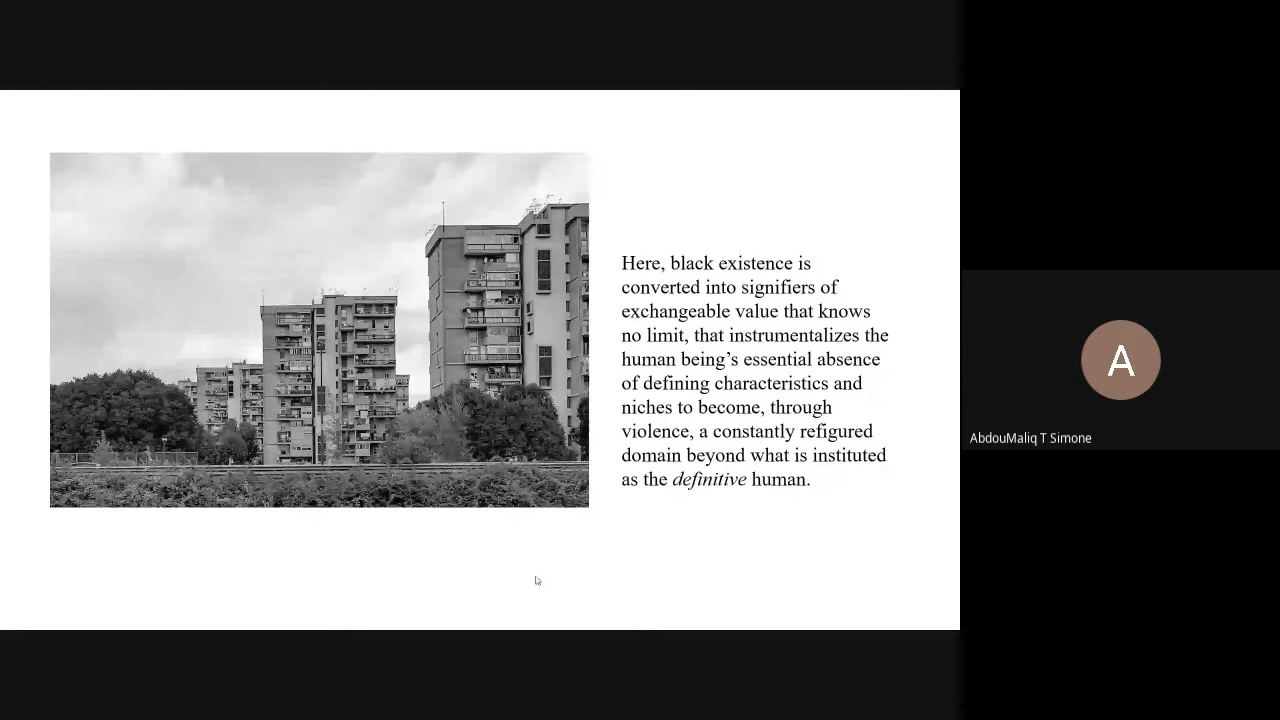 Here, black existence is
converted into signifiers of
exchangeable value that knows
no limit, that instrumentalizes the
human being’s essential absence
of defining characteristics and
niches to become, through
violence, a constantly refigured
domain beyond what is instituted
as the definitive human.
A
AbdouMaliq T Simone